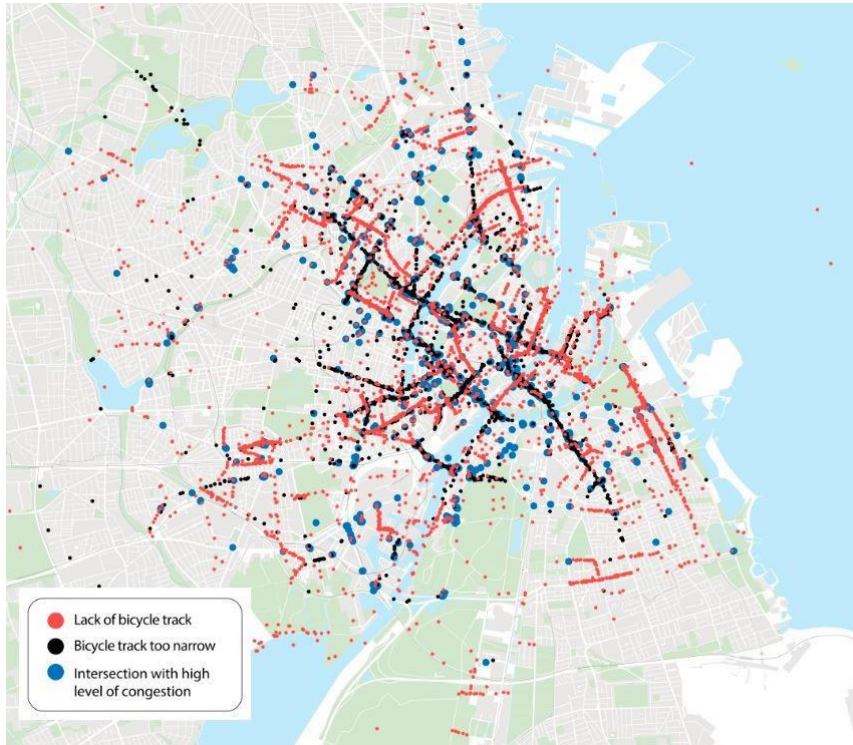 Lack of bicycle track
Bicycle track too narrow
Intersection with high
level of congestion